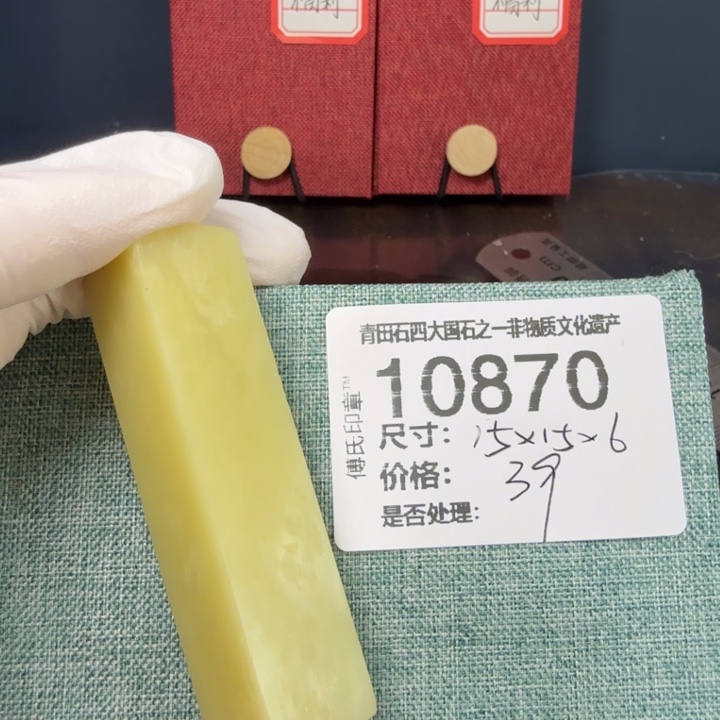 青田石四大国石之一非物质文化遗产
10870
傅氏印章™
尺寸: 15×15×6
价格: 39
是否处理:
cm